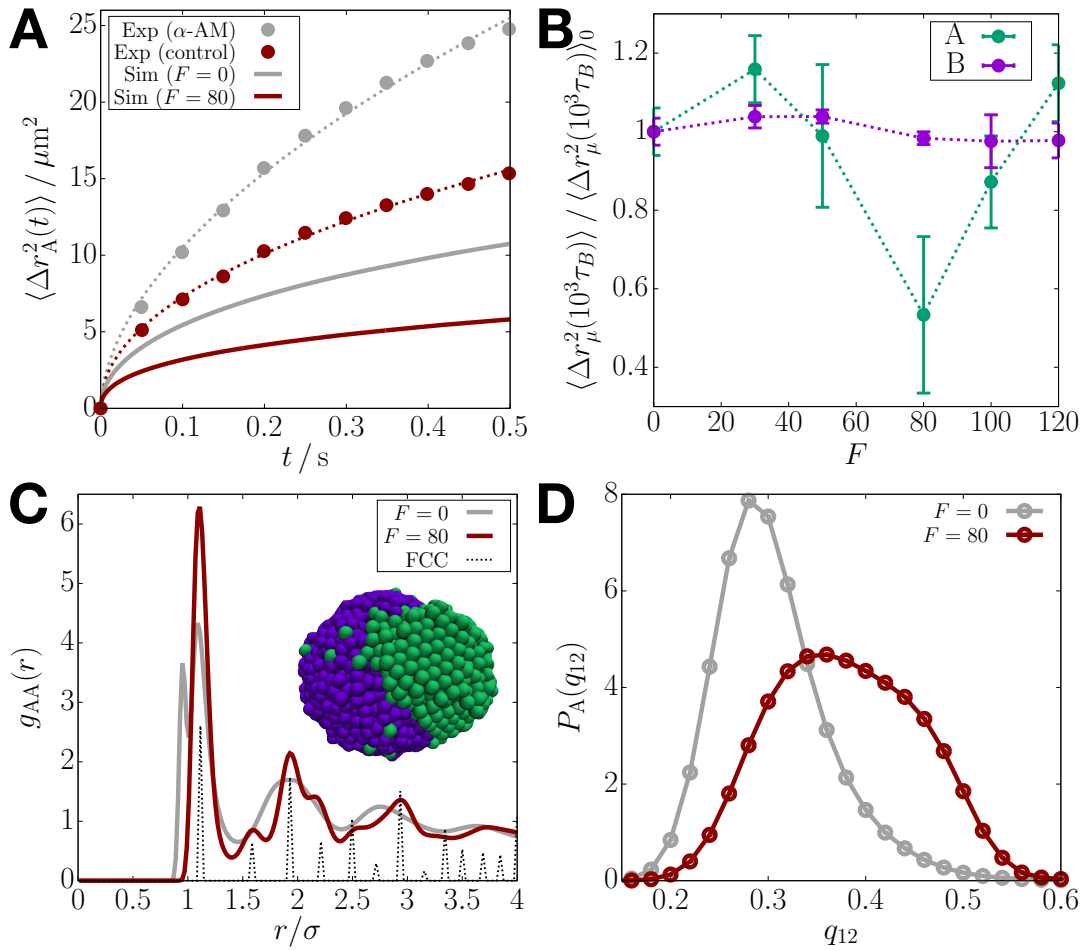 A
Exp (α-AM)
Exp (control)
Sim (F = 0)
Sim (F = 80)
25
20
15
10
5
0
⟨Δr²_A(t)⟩ / μm²
0 0.1 0.2 0.3 0.4 0.5
t / s
B
A
B
1.2
1
0.8
0.6
0.4
⟨Δr²_μ(10³τ_B)⟩ / ⟨Δr²_μ(10³τ_B)⟩₀
0 20 40 60 80 100 120
F
C
F = 0
F = 80
FCC
6
5
4
3
2
1
0
g_AA(r)
0 0.5 1 1.5 2 2.5 3 3.5 4
r/σ
D
F = 0
F = 80
8
6
4
2
0
P_A(q₁₂)
0.2 0.3 0.4 0.5 0.6
q₁₂